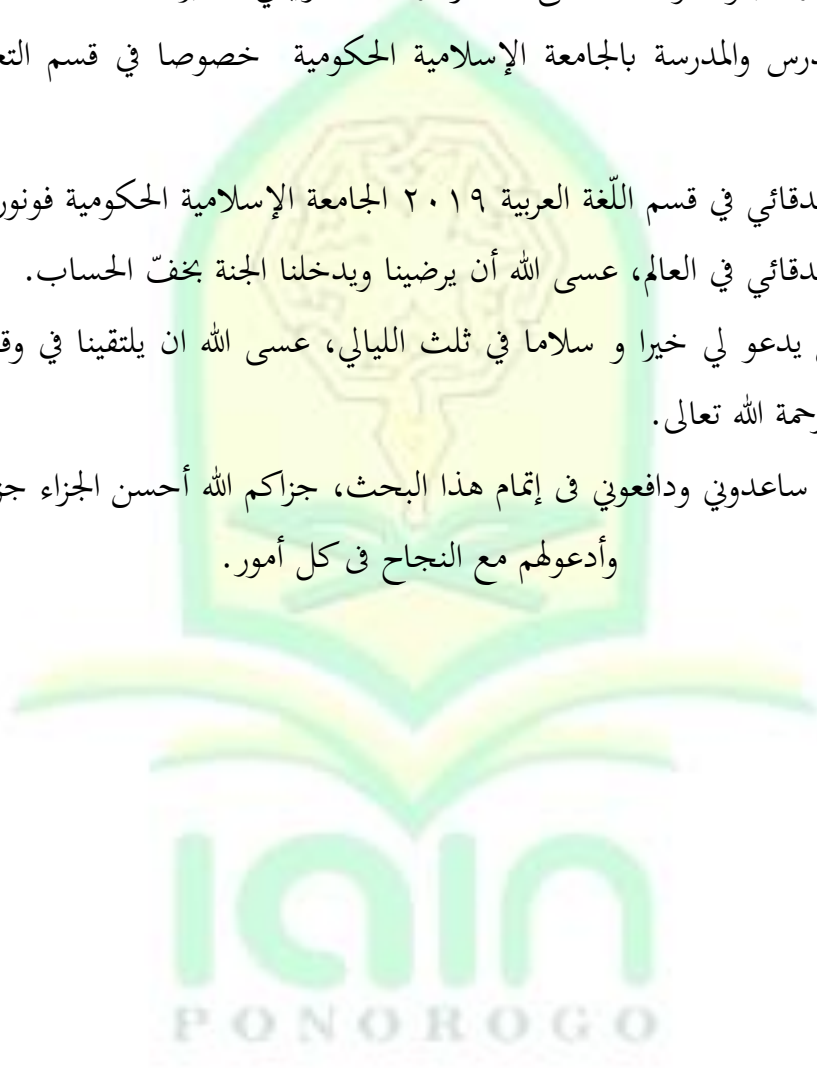 درس والمدرسة بالجامعة الإسلامية الحكومية خصوصا في قسم التع
دقائي في قسم اللّغة العربية ٢٠١٩ الجامعة الإسلامية الحكومية فونور
دقائي في العالم، عسى الله أن يرضينا ويدخلنا الجنة بخفّ الحساب.
يدعو لي خيرا و سلاما في ثلث الليالي، عسى الله ان يلتقينا في وق
رحمة الله تعالى.
ساعدوني ودافعوني فى إتمام هذا البحث، جزاكم الله أحسن الجزاء جز
وأدعولهم مع النجاح فى كل أمور.
iain
PONOROGO